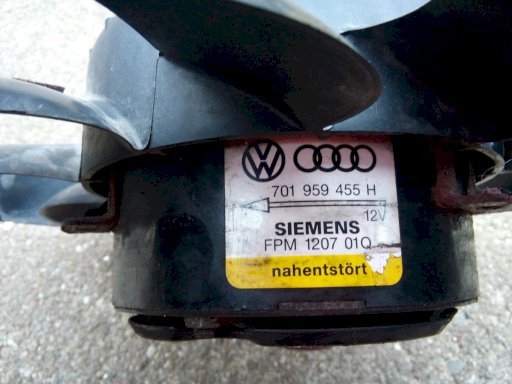 701 959 455 H
12V
SIEMENS
FPM 1207 01Q
nahentstört